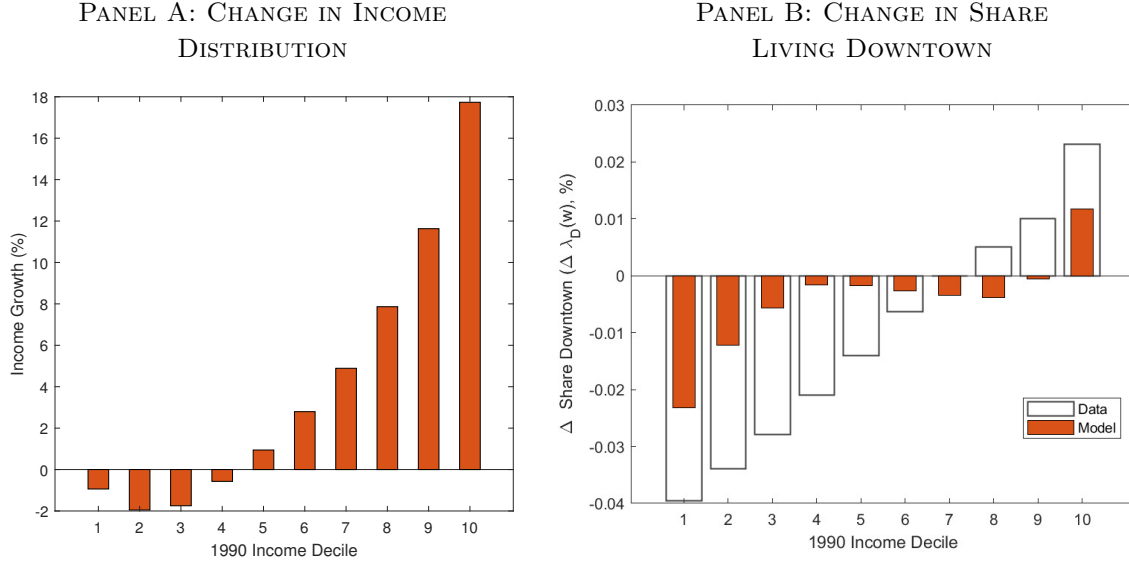 PANEL A: CHANGE IN INCOME
DISTRIBUTION
18
16
14
12
10
8
6
4
2
0
-2
Income Growth (%)
1 2 3 4 5 6 7 8 9 10
1990 Income Decile
PANEL B: CHANGE IN SHARE
LIVING DOWNTOWN
0.03
0.02
0.01
0
-0.01
-0.02
-0.03
-0.04
Δ Share Downtown (Δ λ_D(w), %)
Data
Model
1 2 3 4 5 6 7 8 9 10
1990 Income Decile